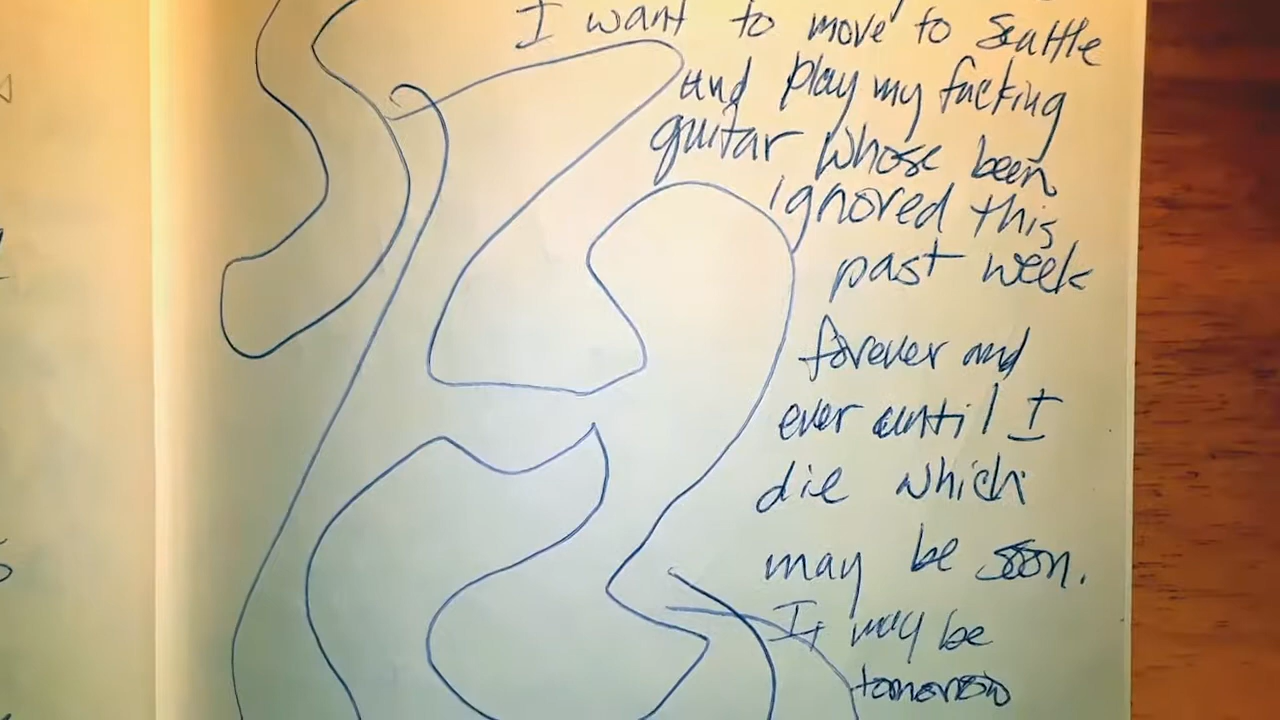 I want to move to Seattle
and play my fucking
guitar whose been
ignored this
past week
forever and
ever until I
die which
may be soon.
It may be
tomorrow